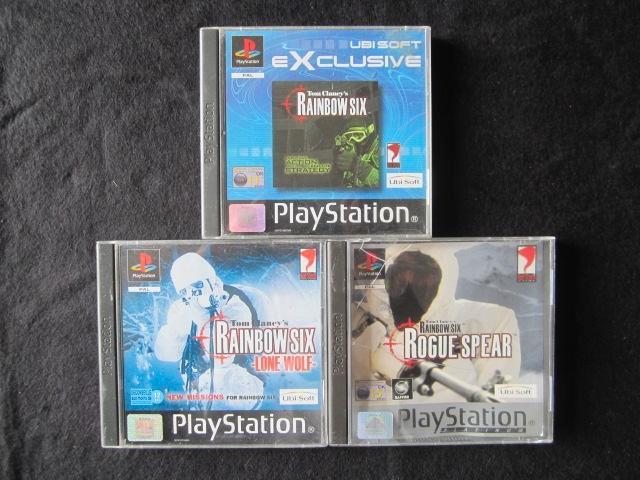 PlayStation
UBI SOFT
eXclusive
PlayStation
PAL
Tom Clancy's
RAINBOW SIX
ACTION
STRATEGY
Ubi Soft
PlayStation
PlayStation
PlayStation
PAL
Tom Clancy's
RAINBOW SIX
-LONE WOLF-
NEW MISSIONS FOR RAINBOW SIX
Ubi Soft
PlayStation
PlayStation
PlayStation
PAL
Tom Clancy's
RAINBOW SIX
ROGUE SPEAR
Ubi Soft
PlayStation
PLATINUM